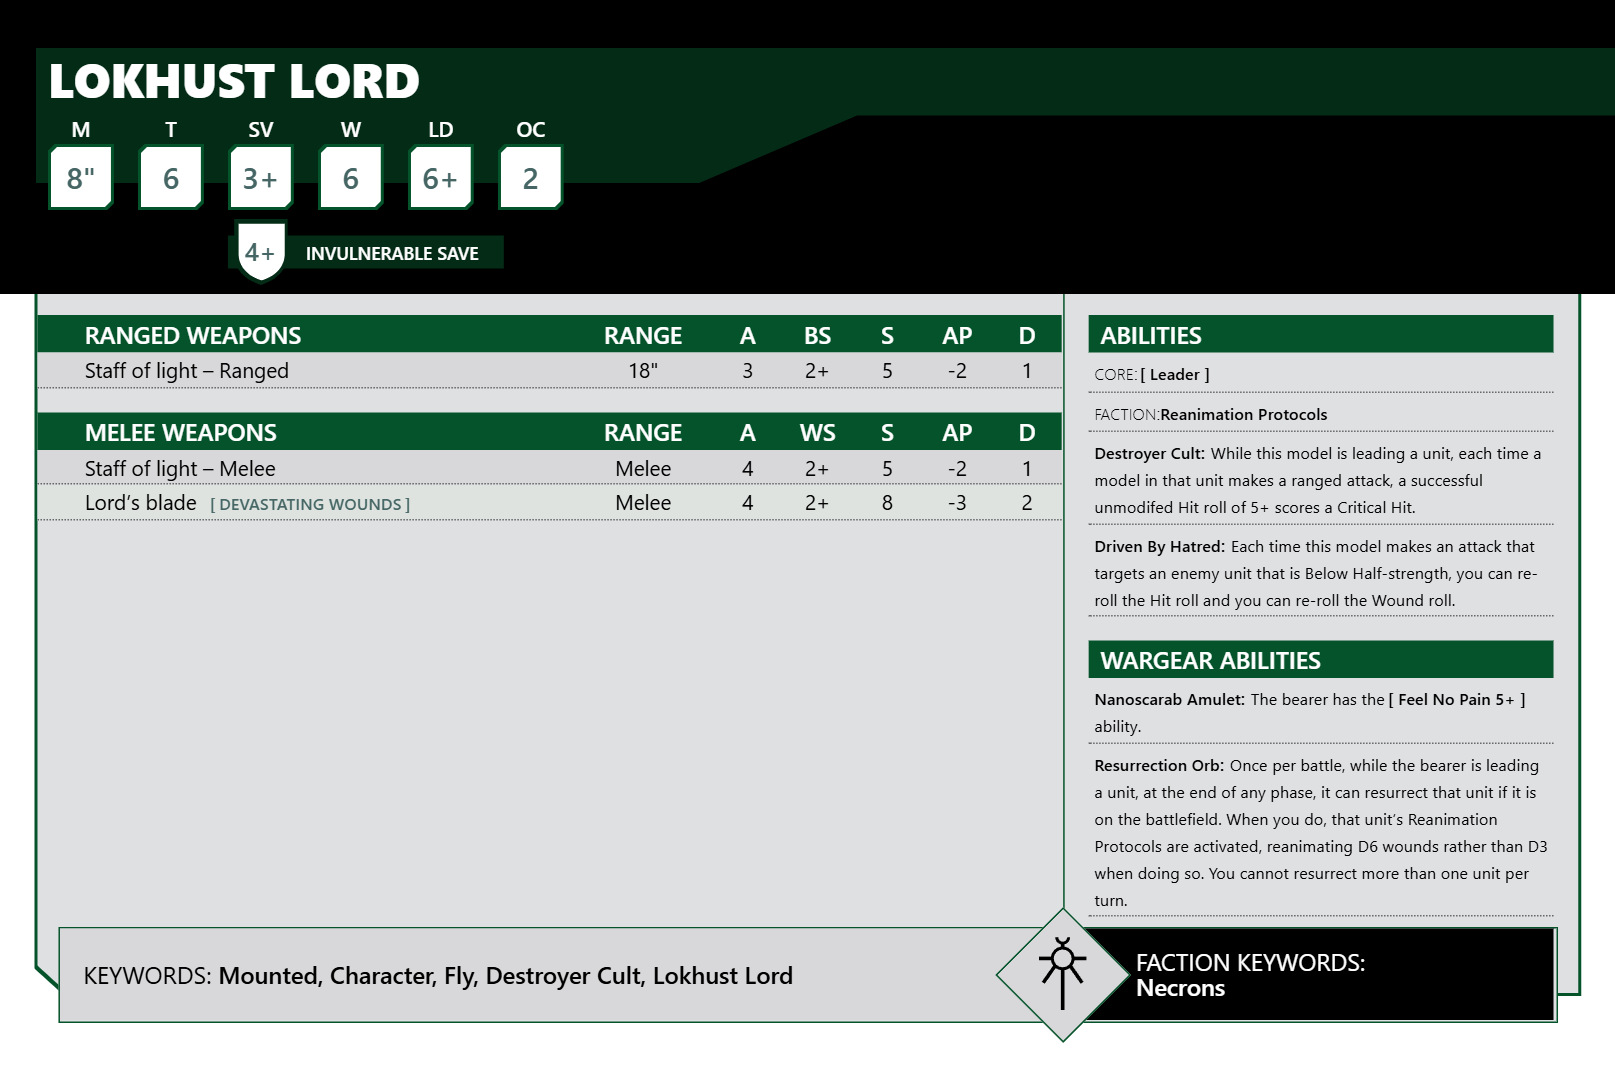 LOKHUST LORD
M T SV W LD OC
8" 6 3+ 6 6+ 2
4+ INVULNERABLE SAVE
RANGED WEAPONS RANGE A BS S AP D
Staff of light – Ranged 18" 3 2+ 5 -2 1
MELEE WEAPONS RANGE A WS S AP D
Staff of light – Melee Melee 4 2+ 5 -2 1
Lord’s blade [ DEVASTATING WOUNDS ] Melee 4 2+ 8 -3 2
ABILITIES
CORE: [ Leader ]
FACTION: Reanimation Protocols
Destroyer Cult: While this model is leading a unit, each time a
model in that unit makes a ranged attack, a successful
unmodifed Hit roll of 5+ scores a Critical Hit.
Driven By Hatred: Each time this model makes an attack that
targets an enemy unit that is Below Half-strength, you can re-
roll the Hit roll and you can re-roll the Wound roll.
WARGEAR ABILITIES
Nanoscarab Amulet: The bearer has the [ Feel No Pain 5+ ]
ability.
Resurrection Orb: Once per battle, while the bearer is leading
a unit, at the end of any phase, it can resurrect that unit if it is
on the battlefield. When you do, that unit’s Reanimation
Protocols are activated, reanimating D6 wounds rather than D3
when doing so. You cannot resurrect more than one unit per
turn.
KEYWORDS: Mounted, Character, Fly, Destroyer Cult, Lokhust Lord
FACTION KEYWORDS:
Necrons